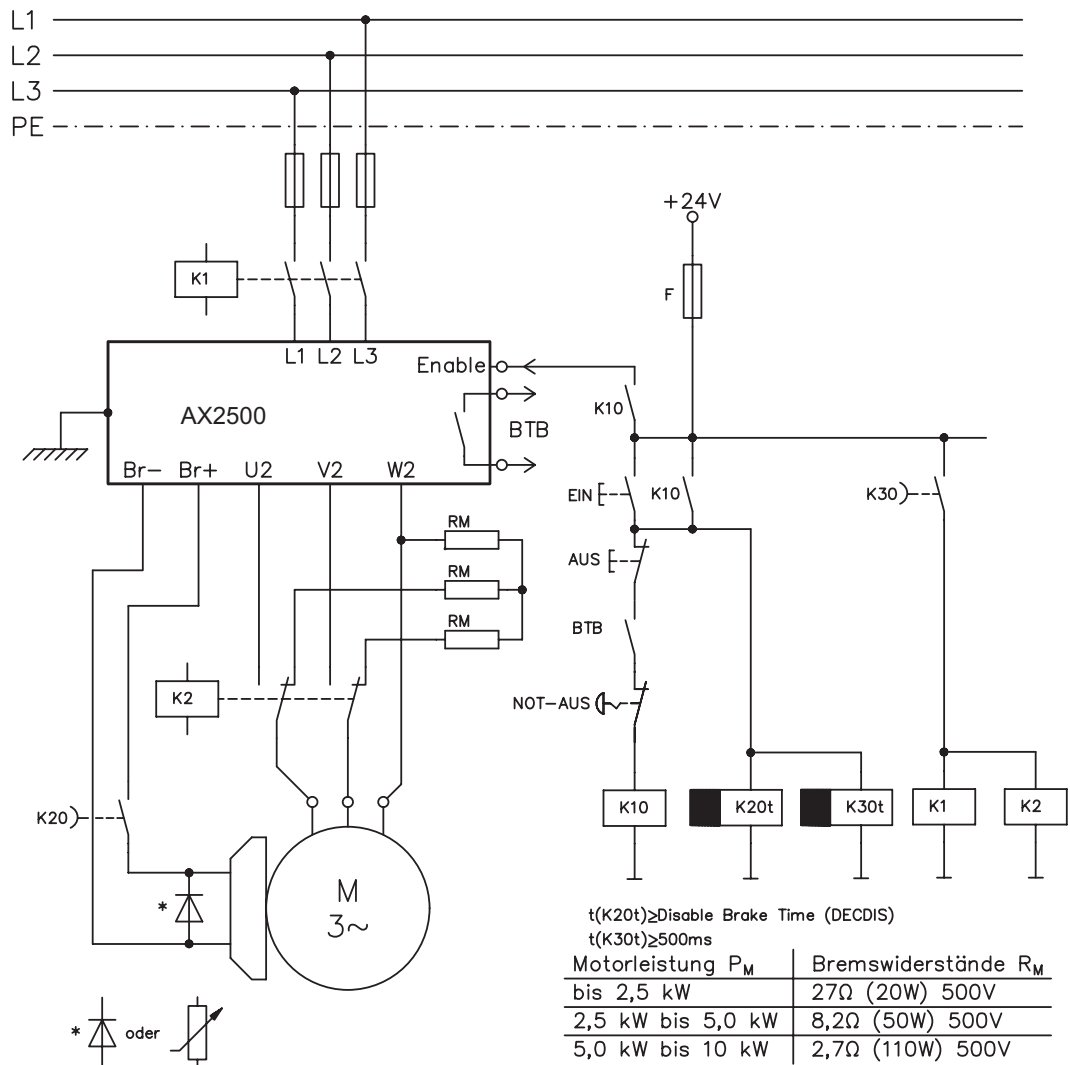 L1
L2
L3
PE
+24V
K1
F
L1 L2 L3
Enable
K10
AX2500
BTB
Br− Br+ U2 V2 W2
EIN
K10
K30
RM
AUS
RM
BTB
RM
K2
NOT−AUS
K20
K10
K20t
K30t
K1
K2
M
3~
*
t(K20t)≥Disable Brake Time (DECDIS)
t(K30t)≥500ms
Motorleistung PM Bremswiderstände RM
bis 2,5 kW 27Ω (20W) 500V
2,5 kW bis 5,0 kW 8,2Ω (50W) 500V
5,0 kW bis 10 kW 2,7Ω (110W) 500V
* oder